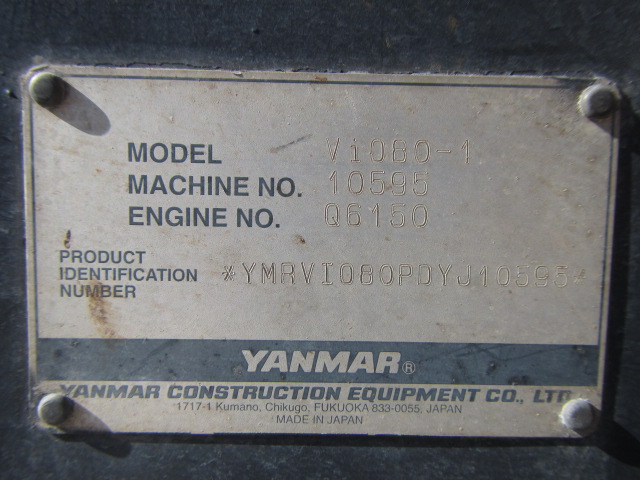 MODEL Vi080-1
MACHINE NO. 10595
ENGINE NO. Q6150
PRODUCT
IDENTIFICATION
NUMBER
*YMRVI080PDYJ10595*
YANMAR®
YANMAR CONSTRUCTION EQUIPMENT CO., LTD.
1717-1 Kumano, Chikugo, FUKUOKA 833-0055, JAPAN
MADE IN JAPAN